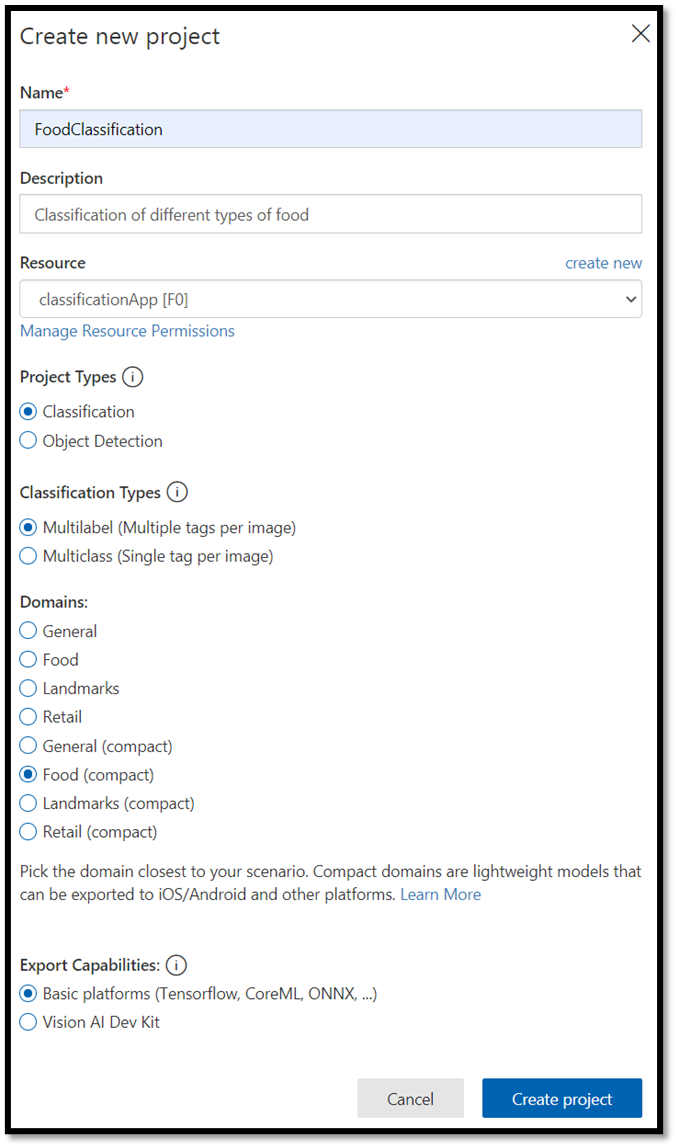 Create new project
Name*
FoodClassification
Description
Classification of different types of food
Resource
create new
classificationApp [F0]
Manage Resource Permissions
Project Types i
Classification
Object Detection
Classification Types i
Multilabel (Multiple tags per image)
Multiclass (Single tag per image)
Domains:
General
Food
Landmarks
Retail
General (compact)
Food (compact)
Landmarks (compact)
Retail (compact)
Pick the domain closest to your scenario. Compact domains are lightweight models that
can be exported to iOS/Android and other platforms. Learn More
Export Capabilities: i
Basic platforms (Tensorflow, CoreML, ONNX, ...)
Vision AI Dev Kit
Cancel
Create project